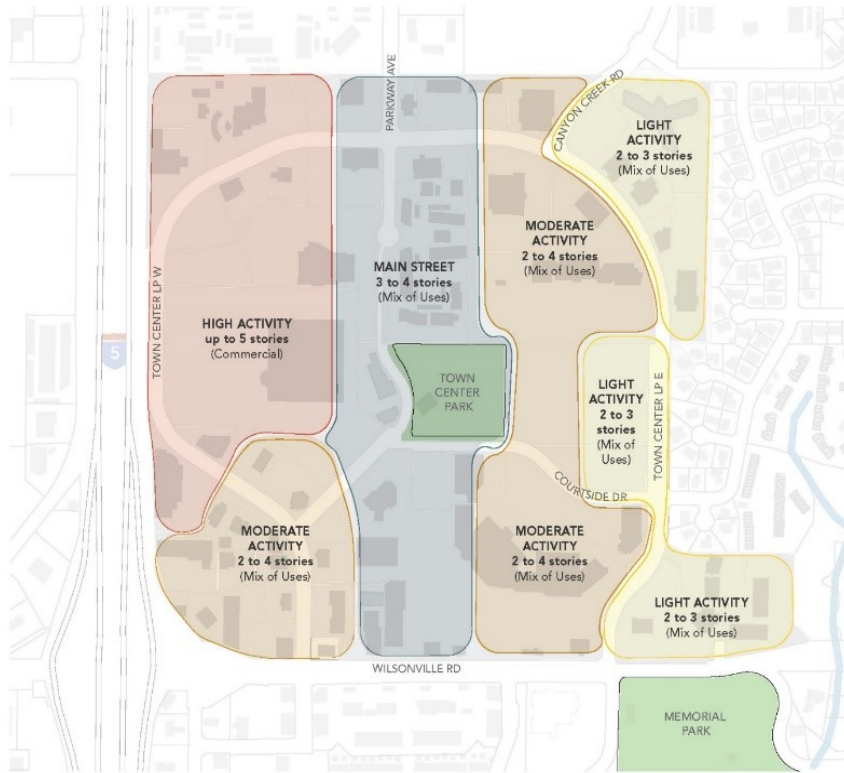 PARKWAY AVE
CANYON CREEK RD
LIGHT
ACTIVITY
2 to 3 stories
(Mix of Uses)
MODERATE
ACTIVITY
2 to 4 stories
(Mix of Uses)
MAIN STREET
3 to 4 stories
(Mix of Uses)
TOWN CENTER LP W
HIGH ACTIVITY
up to 5 stories
(Commercial)
5
TOWN
CENTER
PARK
LIGHT
ACTIVITY
2 to 3
stories
(Mix of
Uses)
TOWN CENTER LP E
COURTSIDE DR
MODERATE
ACTIVITY
2 to 4 stories
(Mix of Uses)
MODERATE
ACTIVITY
2 to 4 stories
(Mix of Uses)
LIGHT ACTIVITY
2 to 3 stories
(Mix of Uses)
WILSONVILLE RD
MEMORIAL
PARK